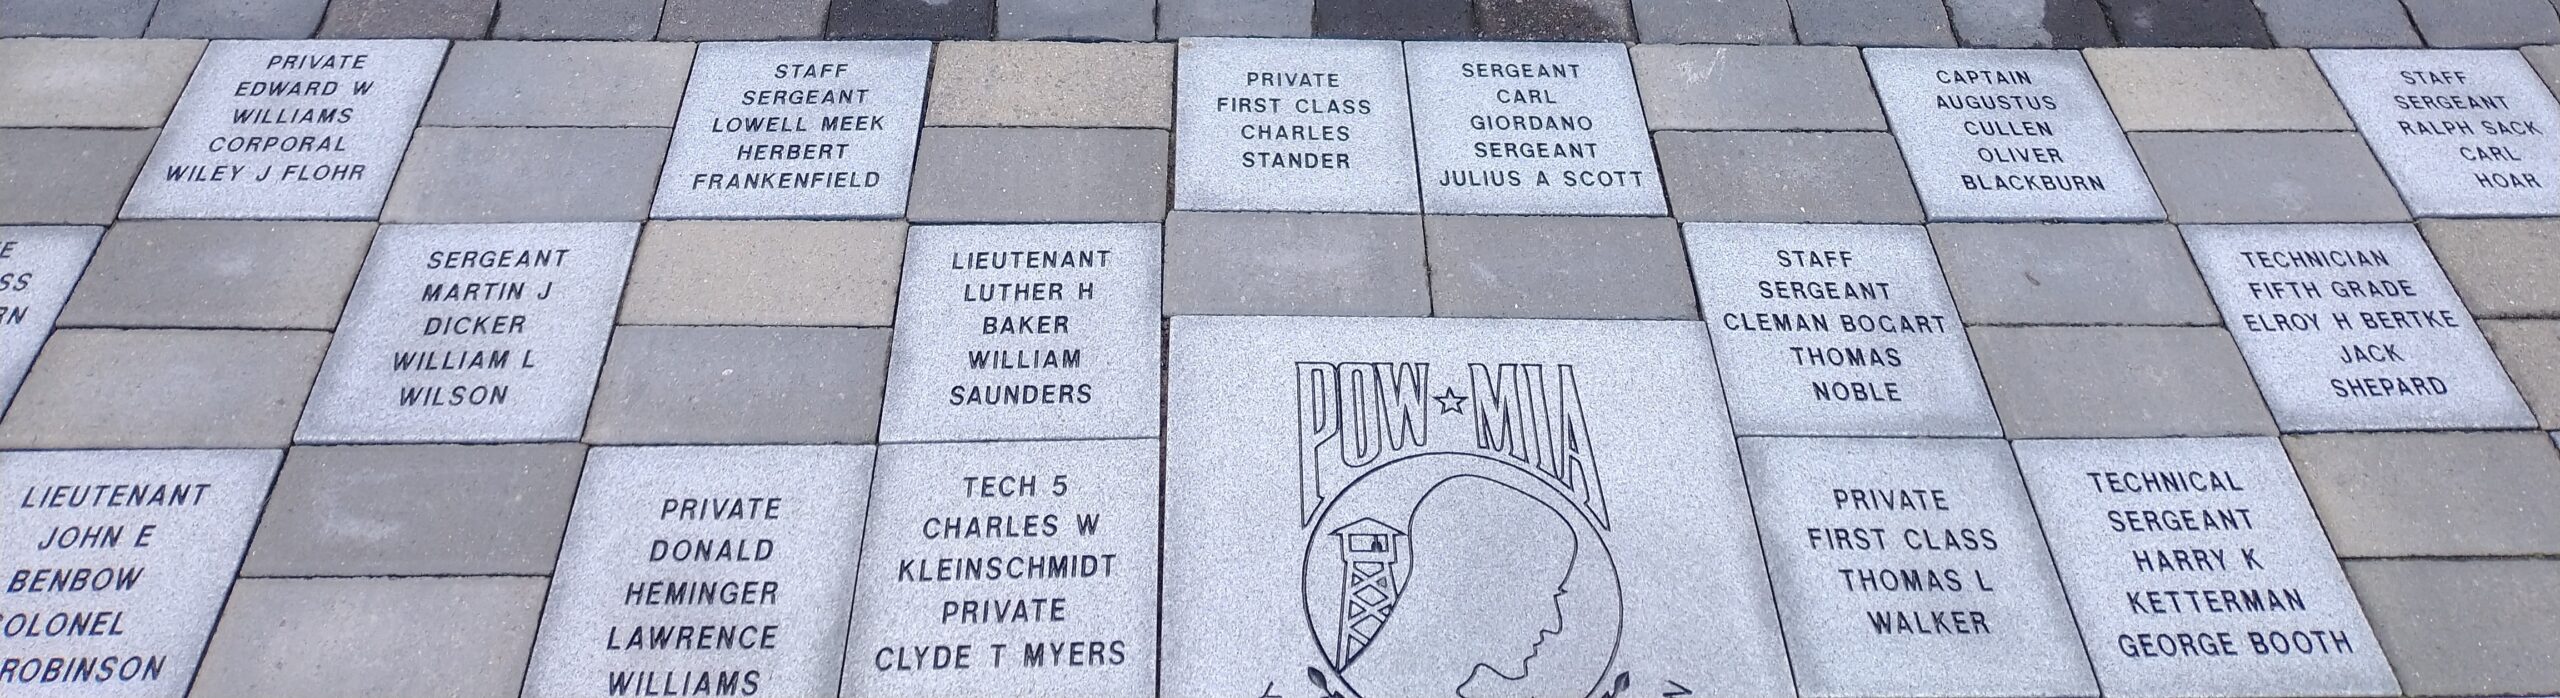 PRIVATE
EDWARD W
WILLIAMS
CORPORAL
WILEY J FLOHR
STAFF
SERGEANT
LOWELL MEEK
HERBERT
FRANKENFIELD
PRIVATE
FIRST CLASS
CHARLES
STANDER
SERGEANT
CARL
GIORDANO
SERGEANT
JULIUS A SCOTT
CAPTAIN
AUGUSTUS
CULLEN
OLIVER
BLACKBURN
STAFF
SERGEANT
RALPH SACK
CARL
HOAR
SERGEANT
MARTIN J
DICKER
WILLIAM L
WILSON
LIEUTENANT
LUTHER H
BAKER
WILLIAM
SAUNDERS
STAFF
SERGEANT
CLEMAN BOGART
THOMAS
NOBLE
TECHNICIAN
FIFTH GRADE
ELROY H BERTKE
JACK
SHEPARD
LIEUTENANT
JOHN E
BENBOW
OLONEL
ROBINSON
PRIVATE
DONALD
HEMINGER
LAWRENCE
WILLIAMS
TECH 5
CHARLES W
KLEINSCHMIDT
PRIVATE
CLYDE T MYERS
POW MIA
PRIVATE
FIRST CLASS
THOMAS L
WALKER
TECHNICAL
SERGEANT
HARRY K
KETTERMAN
GEORGE BOOTH